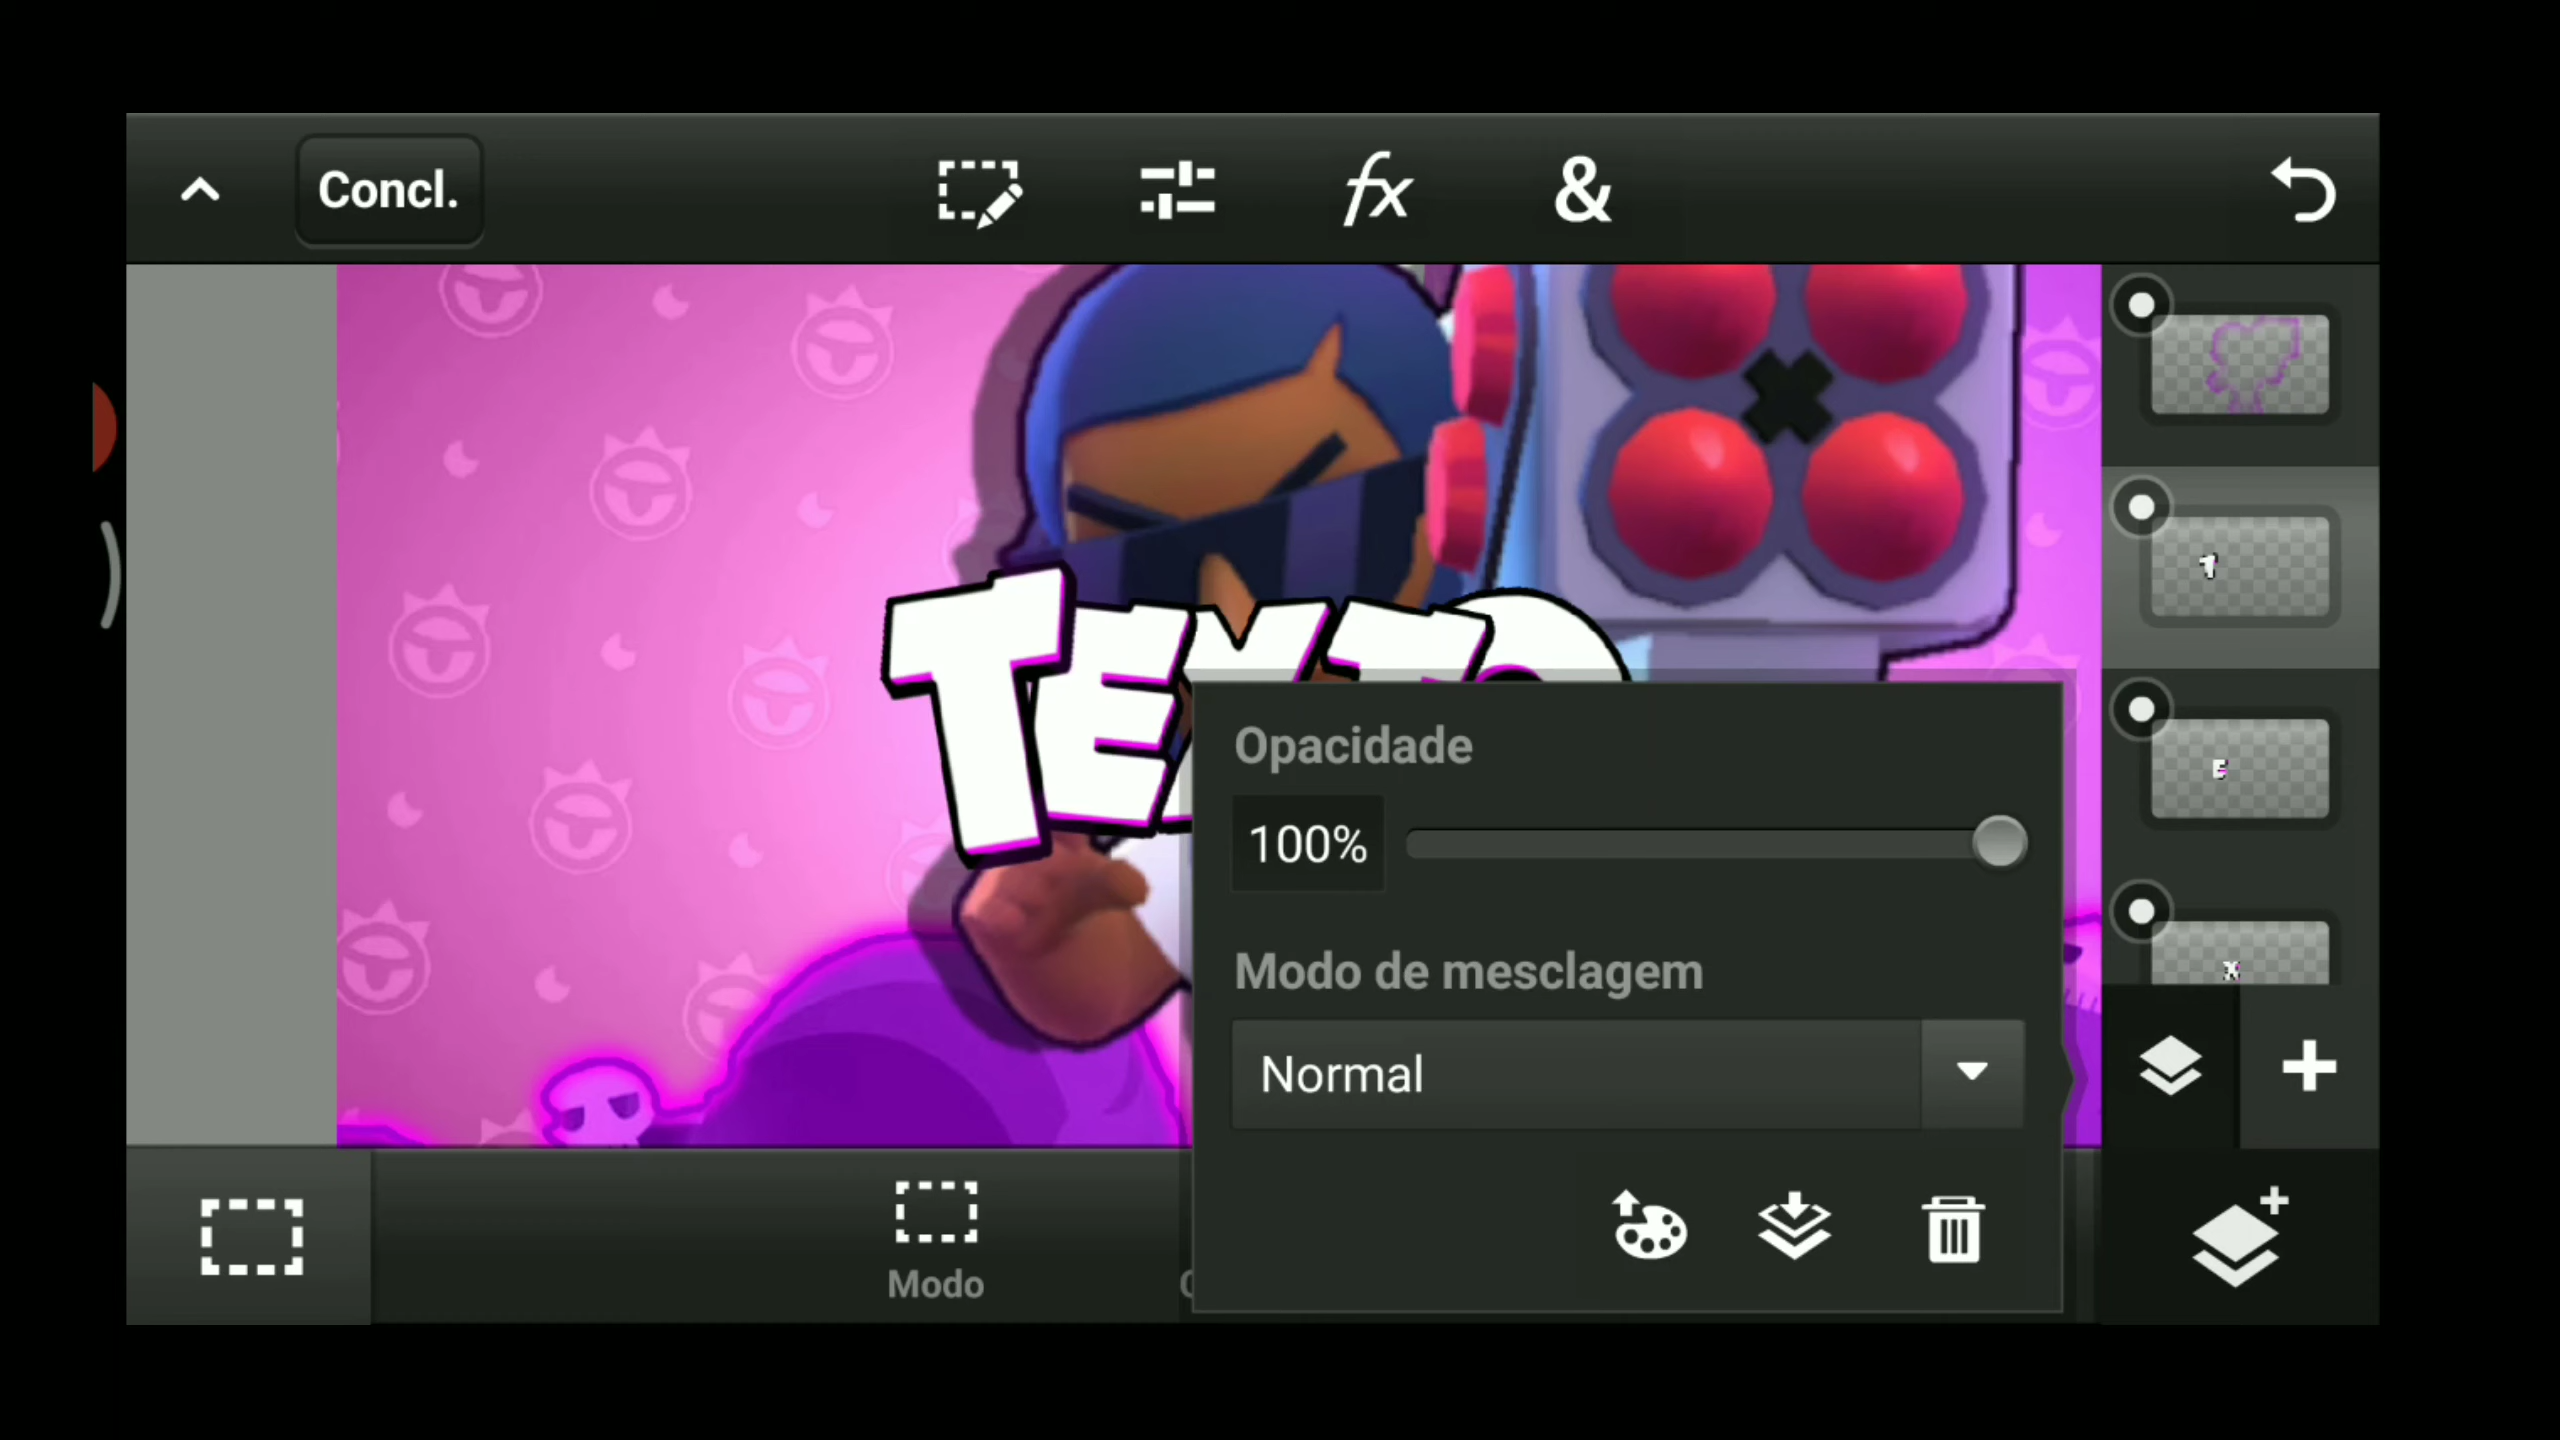 Concl.
fx
&
TEXTO
T
E
X
Opacidade
100%
Modo de mesclagem
Normal
Modo